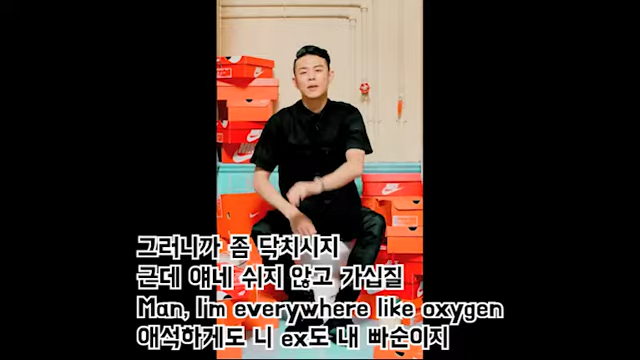 그러니까 좀 닥치시지
근데 얘네 쉬지 않고 가십질
Man, I'm everywhere like oxygen
애석하게도 니 ex도 내 빠순이지